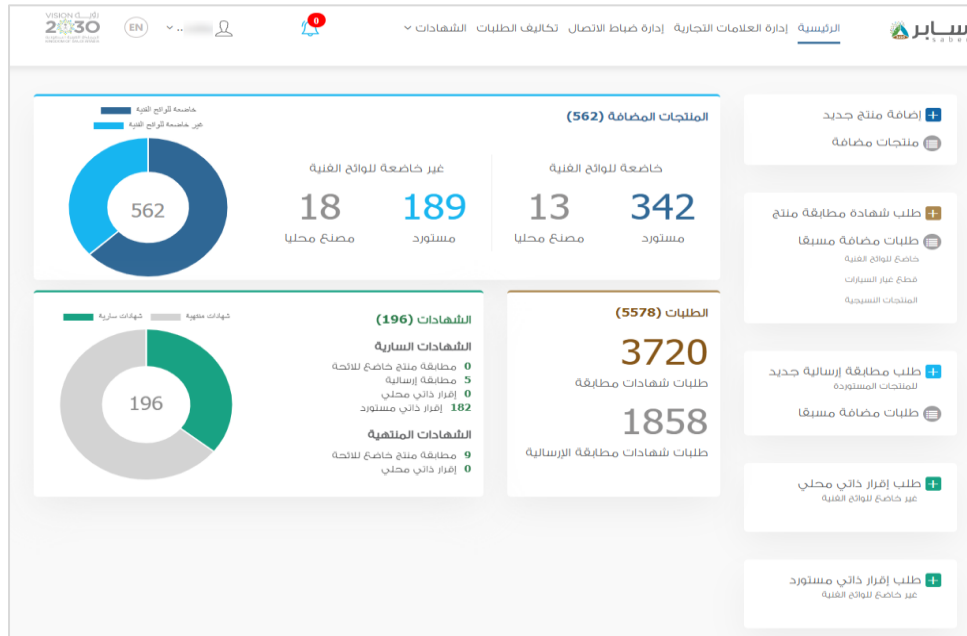 سابر
saber
الرئيسية إدارة العلامات التجارية إدارة ضباط الاتصال تكاليف الطلبات الشهادات
0
EN
VISION رؤية
2030
إضافة منتج جديد
منتجات مضافة
طلب شهادة مطابقة منتج
طلبات مضافة مسبقا
خاضع للوائح الفنية
قطع غيار السيارات
المنتجات النسيجية
طلب مطابقة إرسالية جديد
للمنتجات المستوردة
طلبات مضافة مسبقا
طلب إقرار ذاتي محلي
غير خاضع للوائح الفنية
طلب إقرار ذاتي مستورد
غير خاضع للوائح الفنية
المنتجات المضافة (562)
خاضعة للوائح الفنية
342
مستورد
13
مصنع محليا
غير خاضعة للوائح الفنية
189
مستورد
18
مصنع محليا
خاضعة للوائح الفنية
غير خاضعة للوائح الفنية
562
الطلبات (5578)
3720
طلبات شهادات مطابقة
1858
طلبات شهادات مطابقة الإرسالية
الشهادات (196)
الشهادات السارية
0 مطابقة منتج خاضع للائحة
5 مطابقة إرسالية
0 إقرار ذاتي محلي
182 إقرار ذاتي مستورد
الشهادات المنتهية
9 مطابقة منتج خاضع للائحة
0 إقرار ذاتي محلي
شهادات منتهية شهادات سارية
196